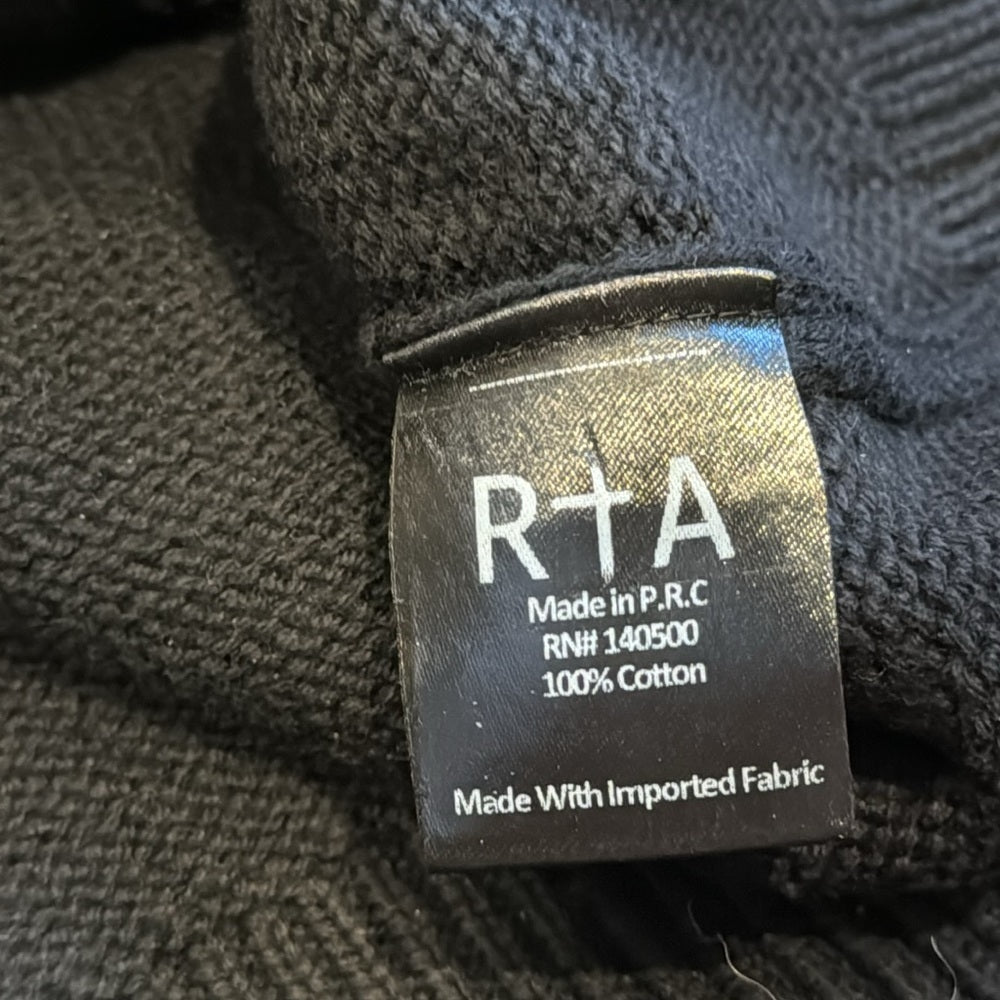 R†A
Made in P.R.C
RN# 140500
100% Cotton
Made With Imported Fabric